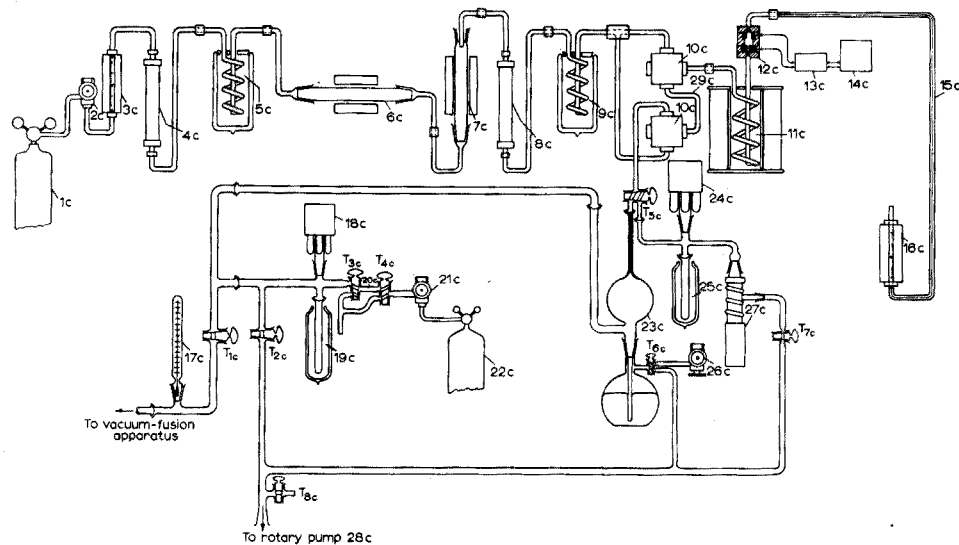 1c
2c
3c
4c
5c
6c
7c
8c
9c
10c
29c
10c
11c
12c
13c
14c
15c
16c
17c
T1c
T2c
18c
T3c
20c
T4c
19c
21c
22c
23c
T5c
24c
25c
T6c
26c
27c
T7c
To vacuum-fusion
apparatus
T8c
To rotary pump 28c